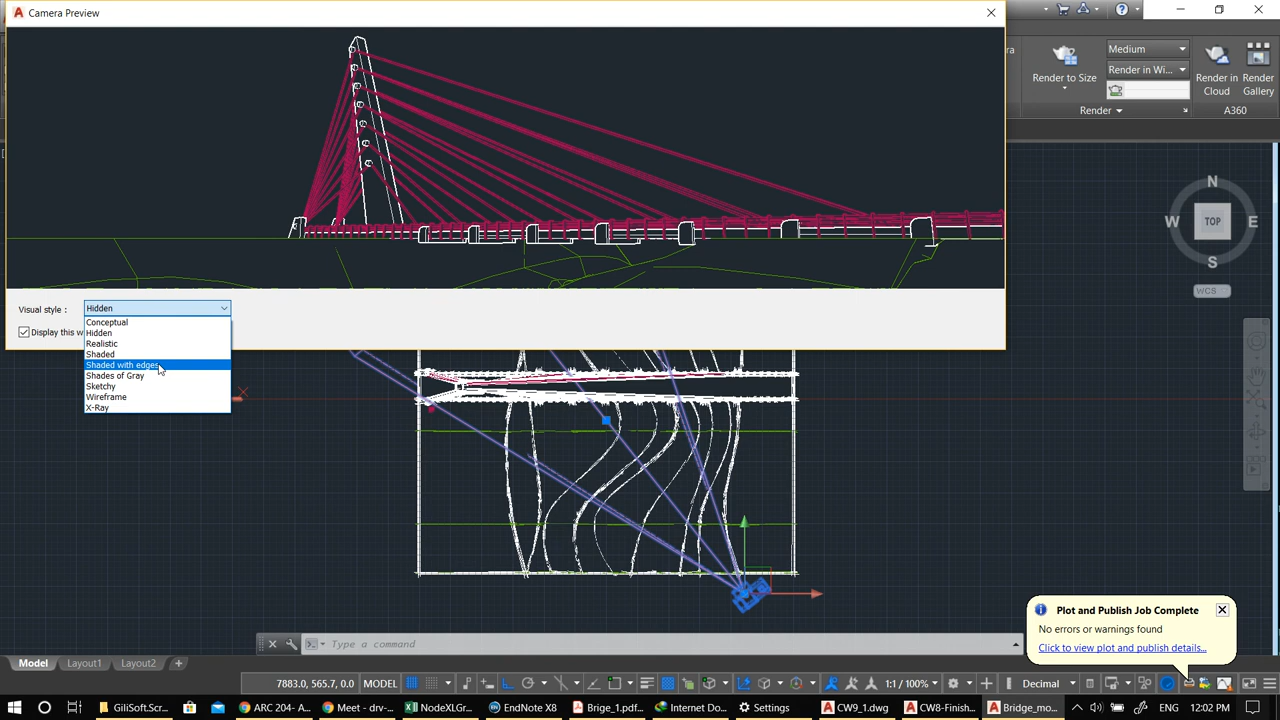 Camera Preview
Medium
Render to Size
Render in Wi...
Render in Cloud
Render Gallery
Render
A360
N
W
TOP
E
S
WCS
Visual style :
Hidden
Display this w
Conceptual
Hidden
Realistic
Shaded
Shaded with edges
Shades of Gray
Sketchy
Wireframe
X-Ray
Plot and Publish Job Complete
No errors or warnings found
Click to view plot and publish details...
Type a command
Model
Layout1
Layout2
7883.0, 565.7, 0.0
MODEL
1:1 / 100%
Decimal
GiliSoft.Scr...
ARC 204- A...
Meet - drv-...
NodeXLGr...
EndNote X8
Brige_1.pdf...
Internet Do...
Settings
CW9_1.dwg
CW8-Finish...
Bridge_mo...
ENG
12:02 PM